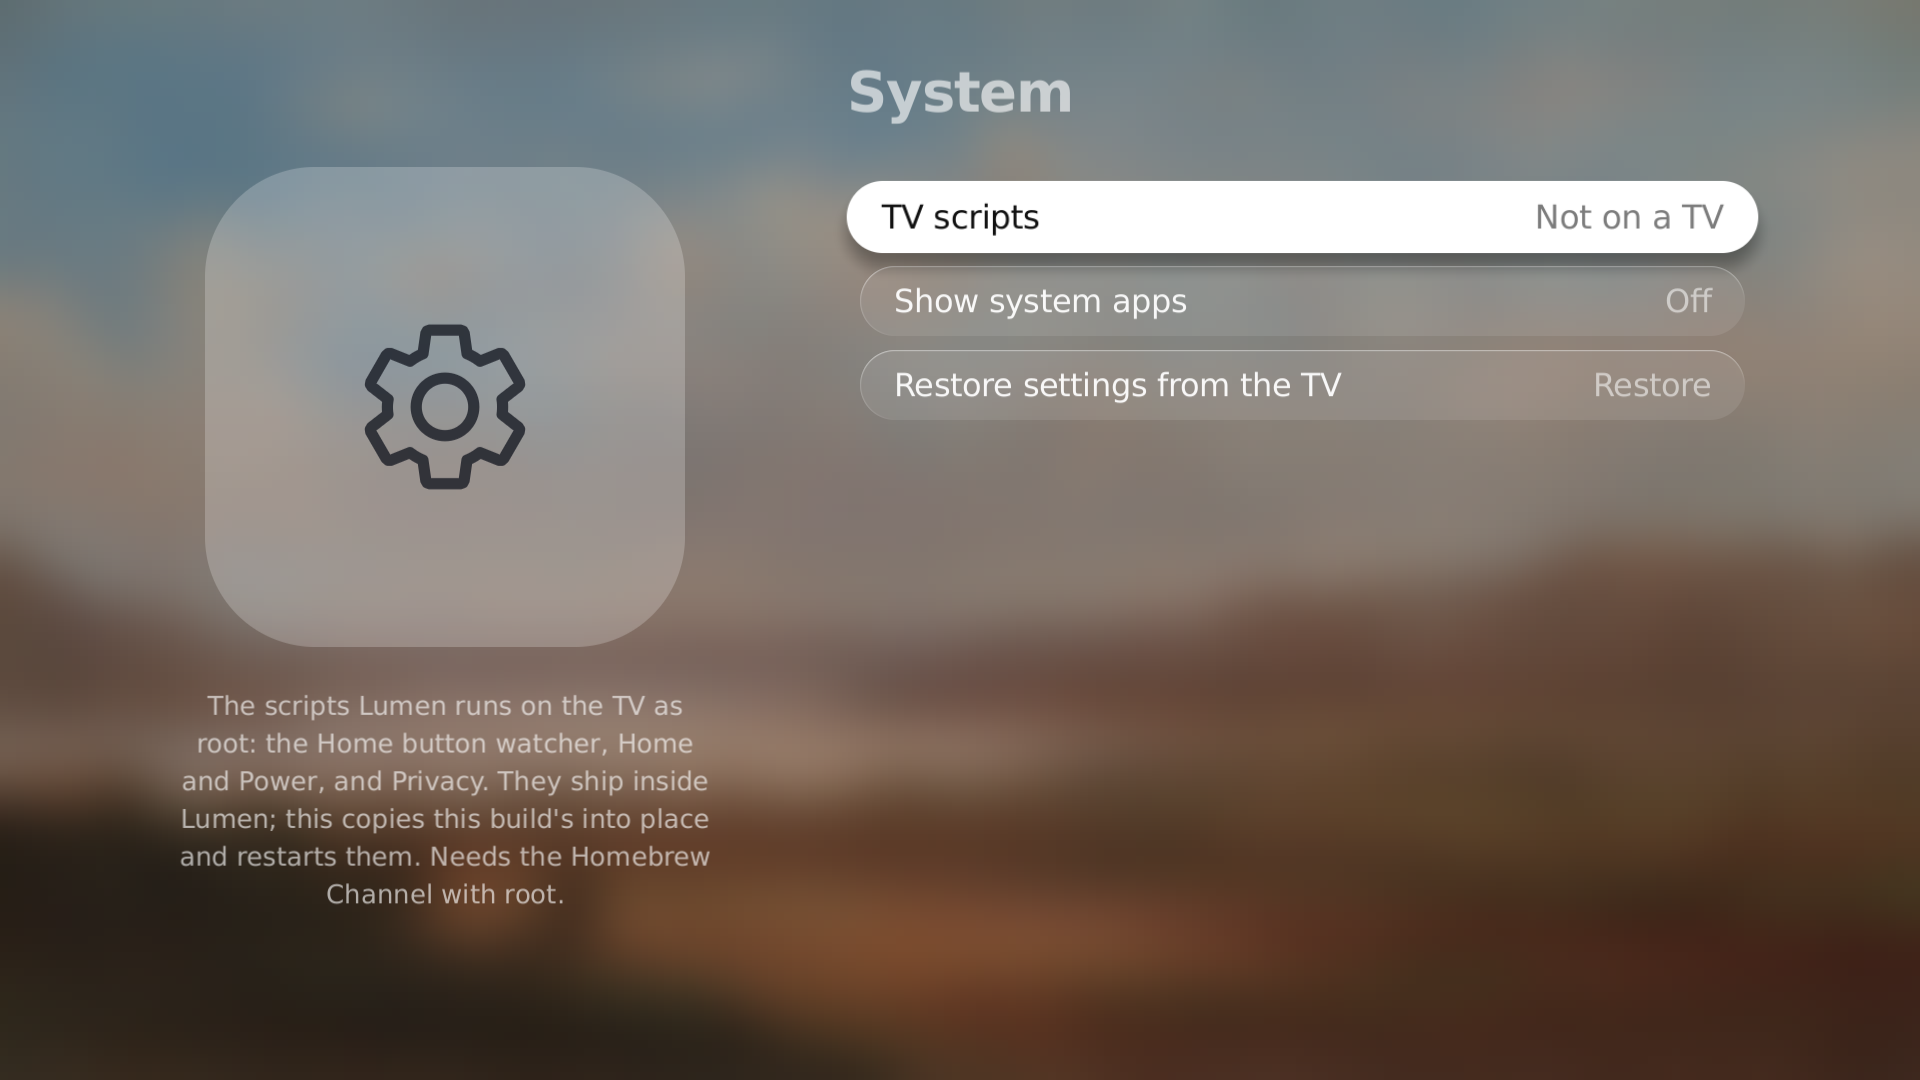 System
TV scripts Not on a TV
Show system apps Off
Restore settings from the TV Restore
The scripts Lumen runs on the TV as
root: the Home button watcher, Home
and Power, and Privacy. They ship inside
Lumen; this copies this build's into place
and restarts them. Needs the Homebrew
Channel with root.